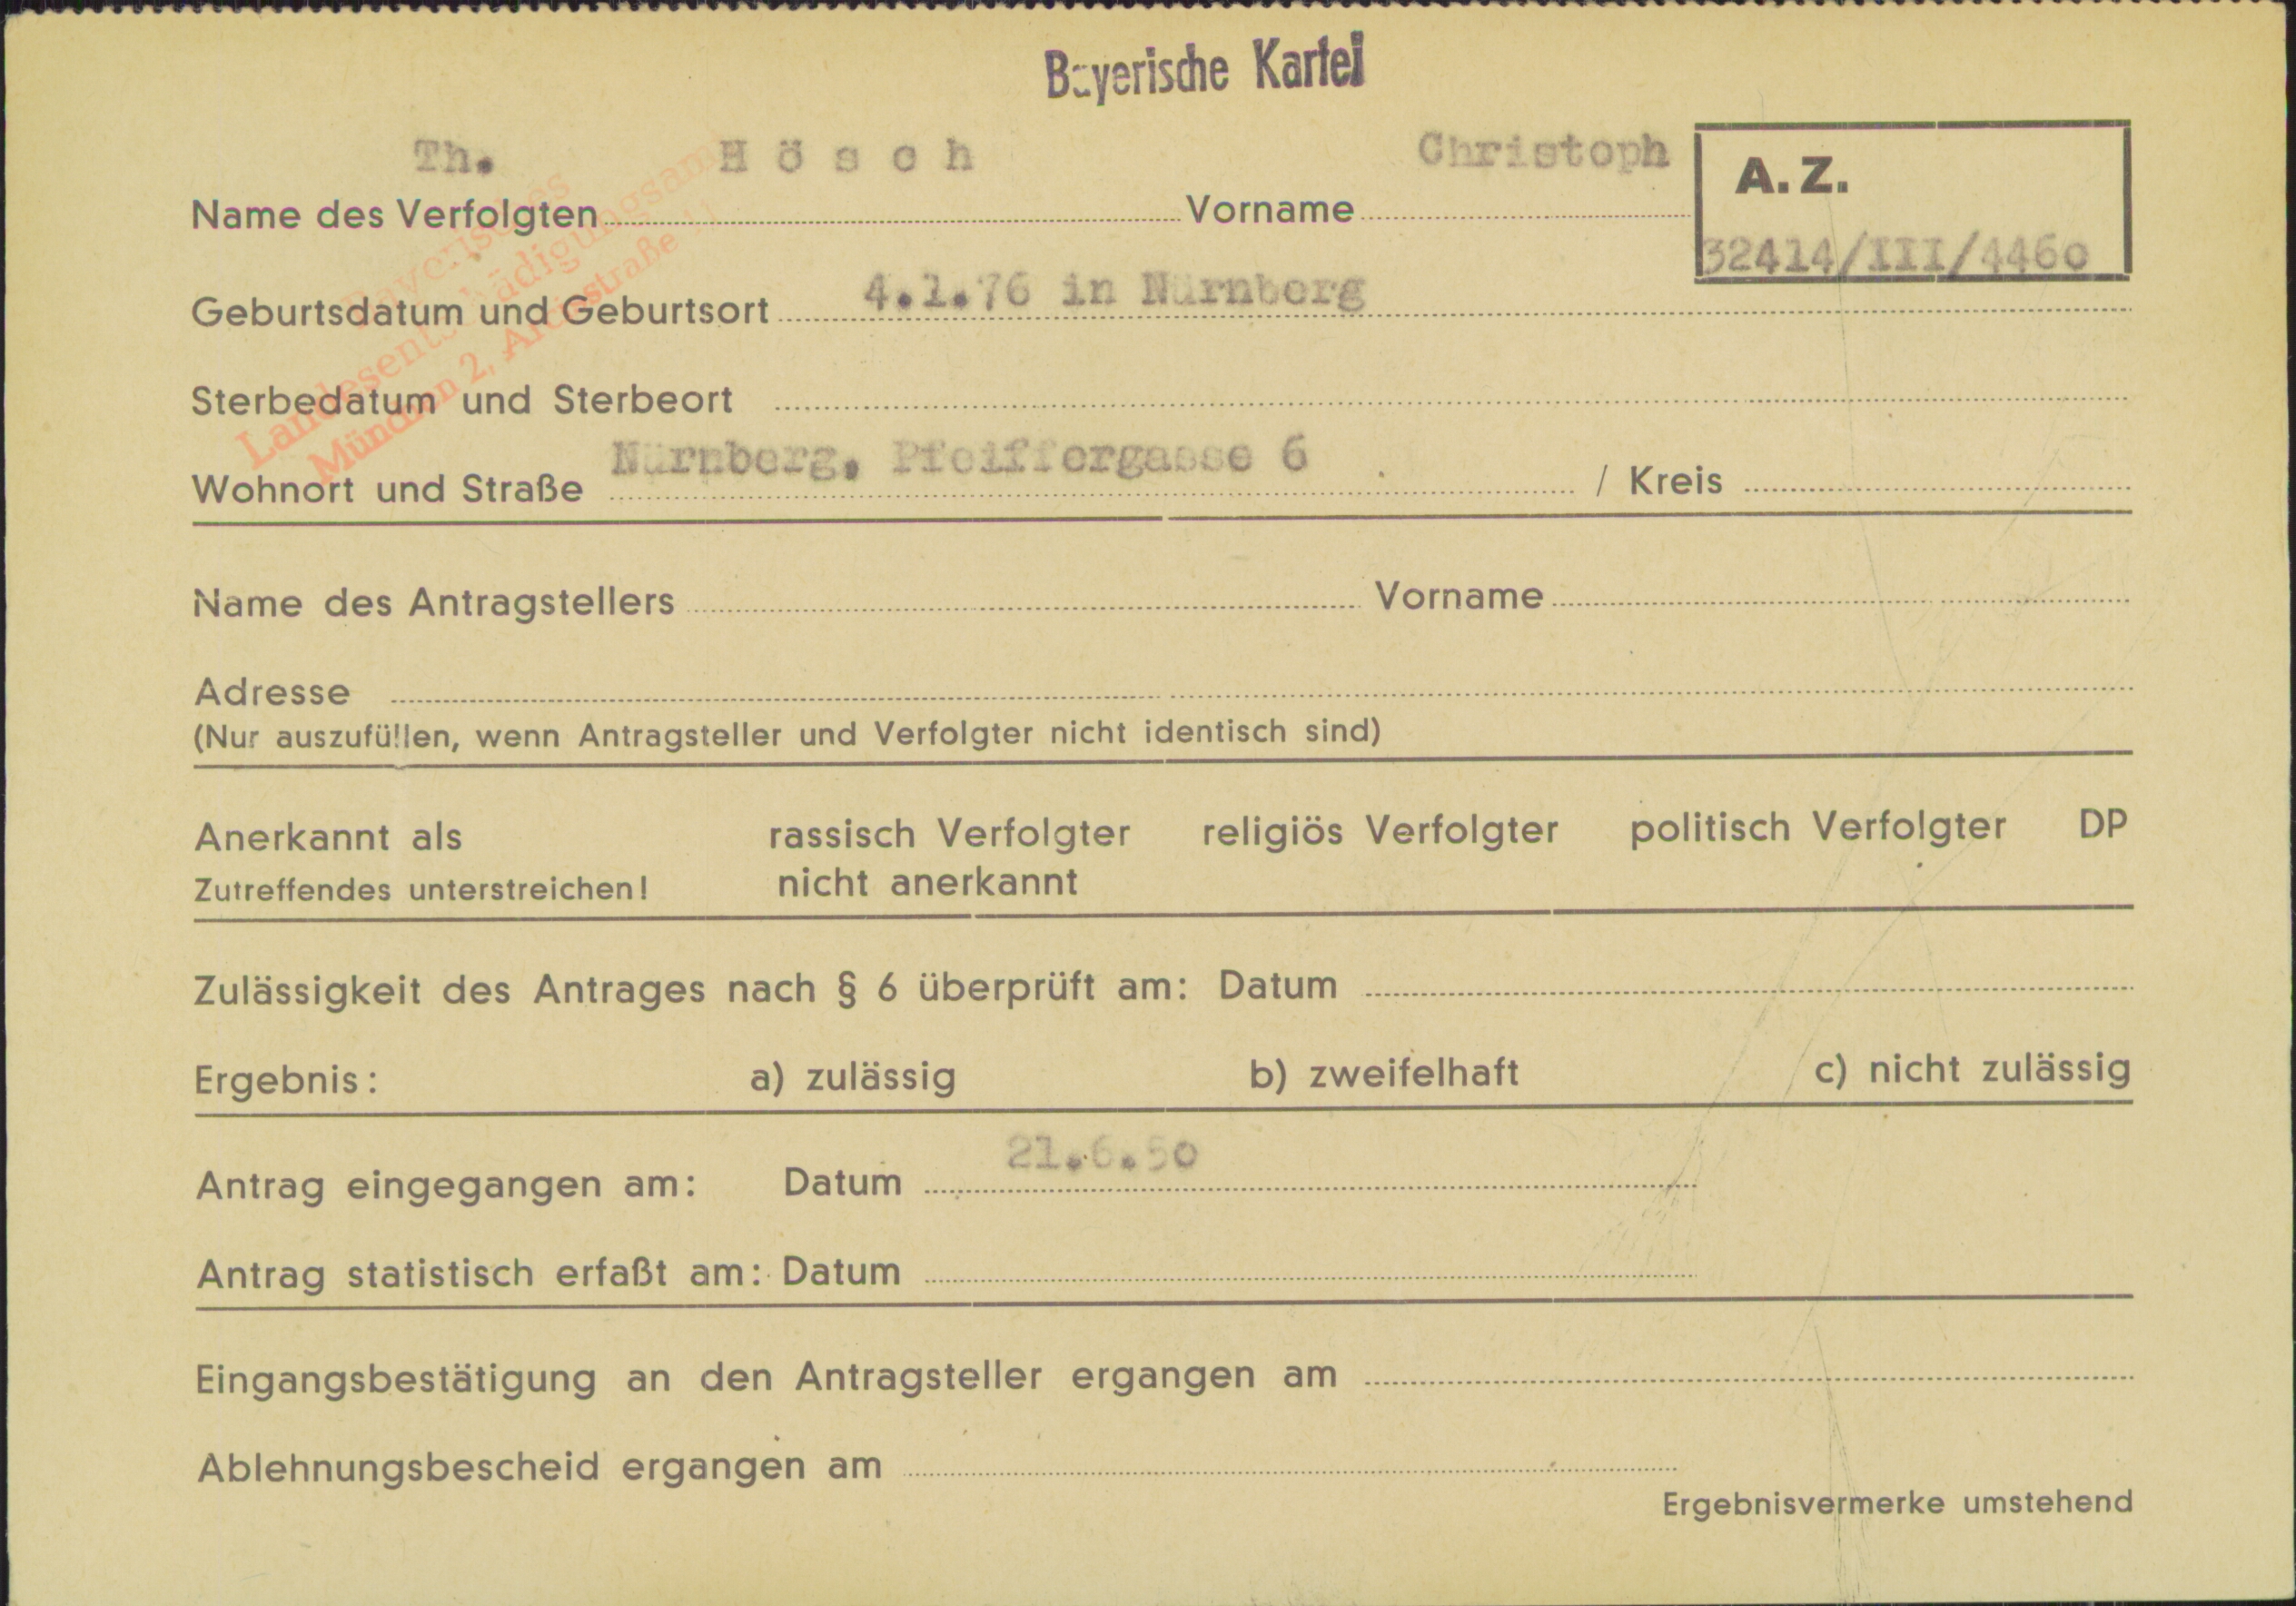 Bayerische Kartei
Th. Hösch Christoph
Name des Verfolgten Vorname
A. Z.
32414/III/4460
Bayerisches
Landesentschädigungsamt
München 2, Arcisstraße 11
4.1.76 in Nürnberg
Geburtsdatum und Geburtsort
Sterbedatum und Sterbeort
Nürnberg, Pfeiffergasse 6
Wohnort und Straße / Kreis
Name des Antragstellers Vorname
Adresse
(Nur auszufüllen, wenn Antragsteller und Verfolgter nicht identisch sind)
Anerkannt als rassisch Verfolgter religiös Verfolgter politisch Verfolgter DP
Zutreffendes unterstreichen! nicht anerkannt
Zulässigkeit des Antrages nach § 6 überprüft am: Datum
Ergebnis: a) zulässig b) zweifelhaft c) nicht zulässig
21.6.50
Antrag eingegangen am: Datum
Antrag statistisch erfaßt am: Datum
Eingangsbestätigung an den Antragsteller ergangen am
Ablehnungsbescheid ergangen am
Ergebnisvermerke umstehend